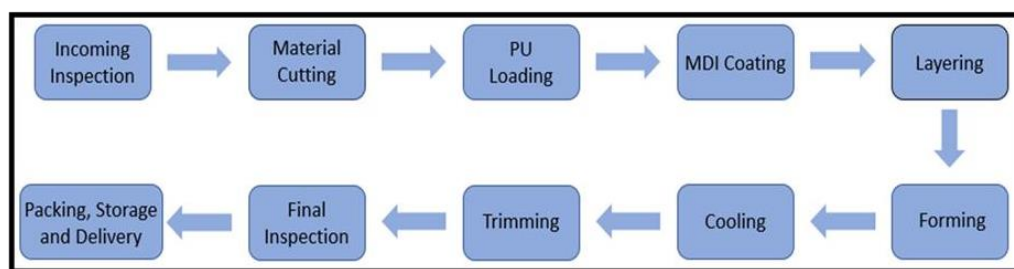 Incoming
Inspection
Material
Cutting
PU
Loading
MDI Coating
Layering
Forming
Cooling
Trimming
Final
Inspection
Packing, Storage
and Delivery